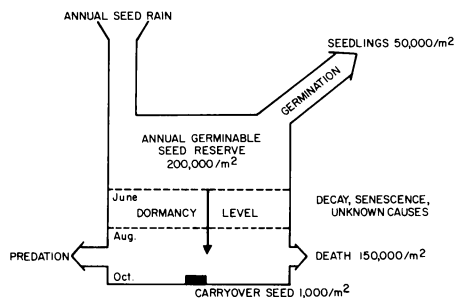 ANNUAL SEED RAIN
SEEDLINGS 50,000/m²
GERMINATION
ANNUAL GERMINABLE
SEED RESERVE
200,000/m²
June
DORMANCY LEVEL
DECAY, SENESCENCE,
UNKNOWN CAUSES
Aug.
PREDATION
DEATH 150,000/m²
Oct.
CARRYOVER SEED 1,000/m²